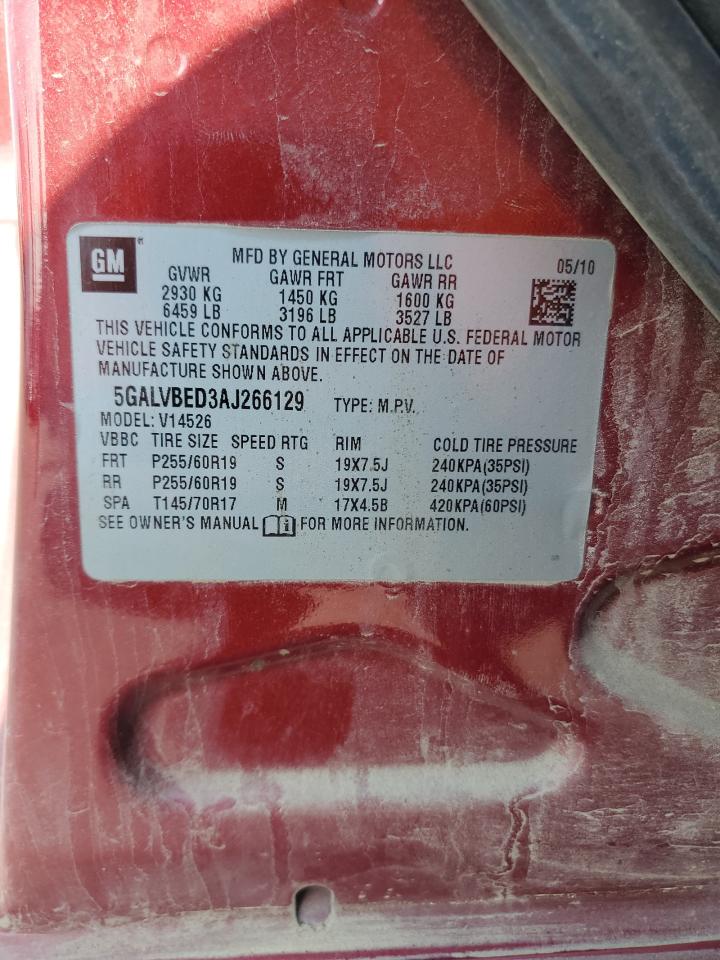 GM
MFD BY GENERAL MOTORS LLC 05/10
GVWR GAWR FRT GAWR RR
2930 KG 1450 KG 1600 KG
6459 LB 3196 LB 3527 LB
THIS VEHICLE CONFORMS TO ALL APPLICABLE U.S. FEDERAL MOTOR
VEHICLE SAFETY STANDARDS IN EFFECT ON THE DATE OF
MANUFACTURE SHOWN ABOVE.
5GALVBED3AJ266129 TYPE: M.P.V.
MODEL: V14526
VBBC TIRE SIZE SPEED RTG RIM COLD TIRE PRESSURE
FRT P255/60R19 S 19X7.5J 240KPA(35PSI)
RR P255/60R19 S 19X7.5J 240KPA(35PSI)
SPA T145/70R17 M 17X4.5B 420KPA(60PSI)
SEE OWNER'S MANUAL i FOR MORE INFORMATION.